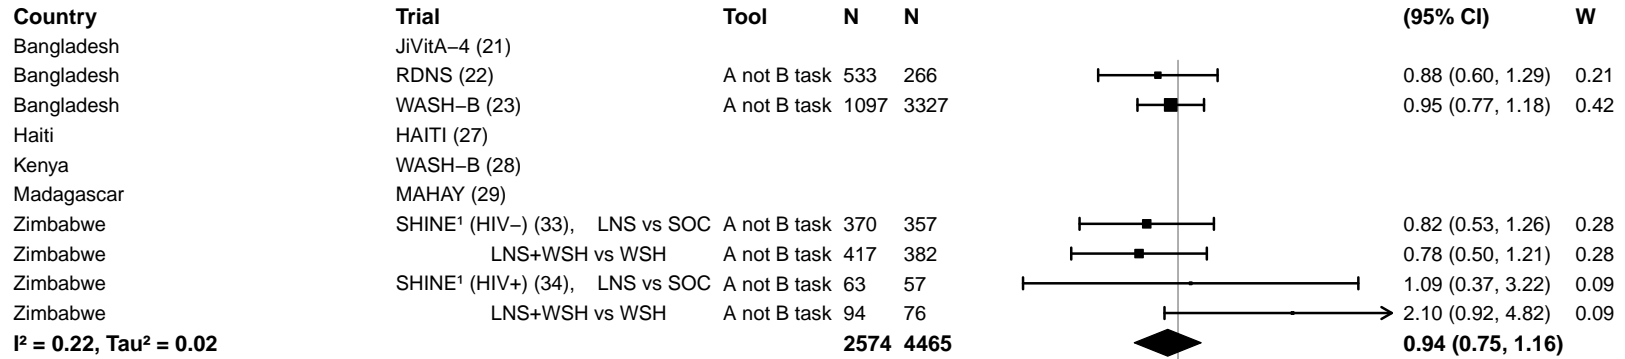 Country Trial Tool N N (95% CI) W
Bangladesh JiVitA−4 (21)
Bangladesh RDNS (22) A not B task 533 266 0.88 (0.60, 1.29) 0.21
Bangladesh WASH−B (23) A not B task 1097 3327 0.95 (0.77, 1.18) 0.42
Haiti HAITI (27)
Kenya WASH−B (28)
Madagascar MAHAY (29)
Zimbabwe SHINE¹ (HIV−) (33), LNS vs SOC A not B task 370 357 0.82 (0.53, 1.26) 0.28
Zimbabwe LNS+WSH vs WSH A not B task 417 382 0.78 (0.50, 1.21) 0.28
Zimbabwe SHINE¹ (HIV+) (34), LNS vs SOC A not B task 63 57 1.09 (0.37, 3.22) 0.09
Zimbabwe LNS+WSH vs WSH A not B task 94 76 2.10 (0.92, 4.82) 0.09
I² = 0.22, Tau² = 0.02 2574 4465 0.94 (0.75, 1.16)